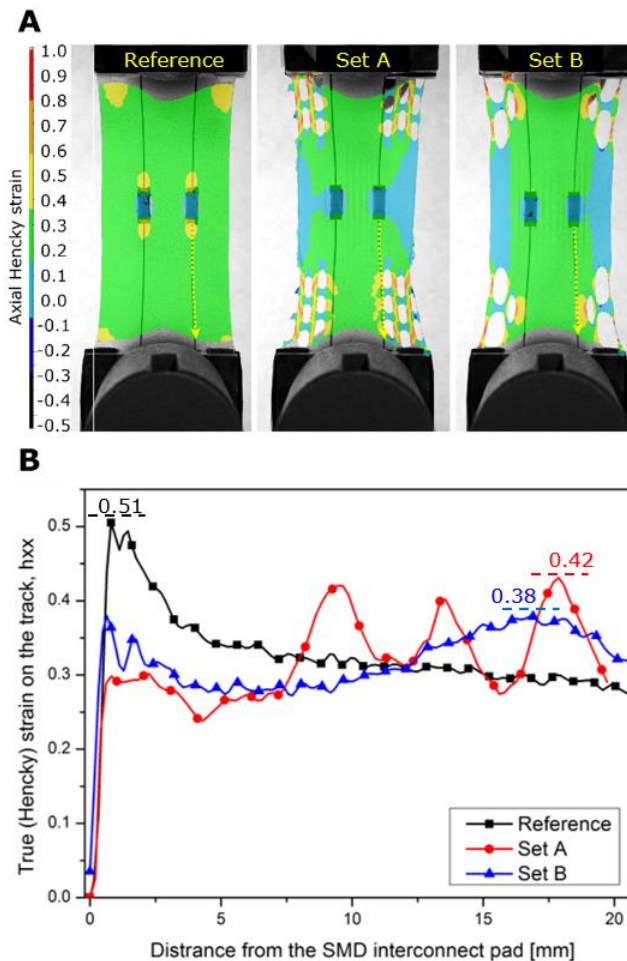 A
Reference
Set A
Set B
Axial Hencky strain
1.0
0.9
0.8
0.7
0.6
0.5
0.4
0.3
0.2
0.1
0.0
-0.1
-0.2
-0.3
-0.4
-0.5
B
True (Hencky) strain on the track, hxx
0.5
0.4
0.3
0.2
0.1
0.0
0.51
0.42
0.38
Reference
Set A
Set B
0
5
10
15
20
Distrance from the SMD interconnect pad [mm]